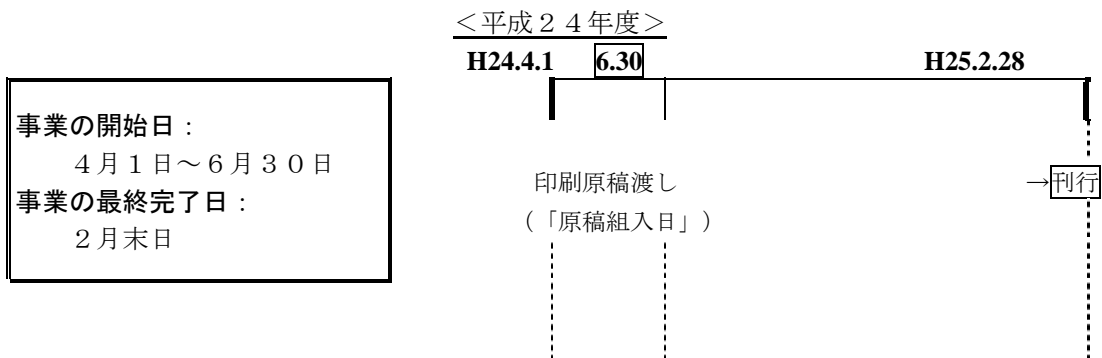 ＜平成２４年度＞
H24.4.1 6.30 H25.2.28
事業の開始日：
４月１日～６月３０日
事業の最終完了日：
２月末日
印刷原稿渡し
（「原稿組入日」）
→刊行